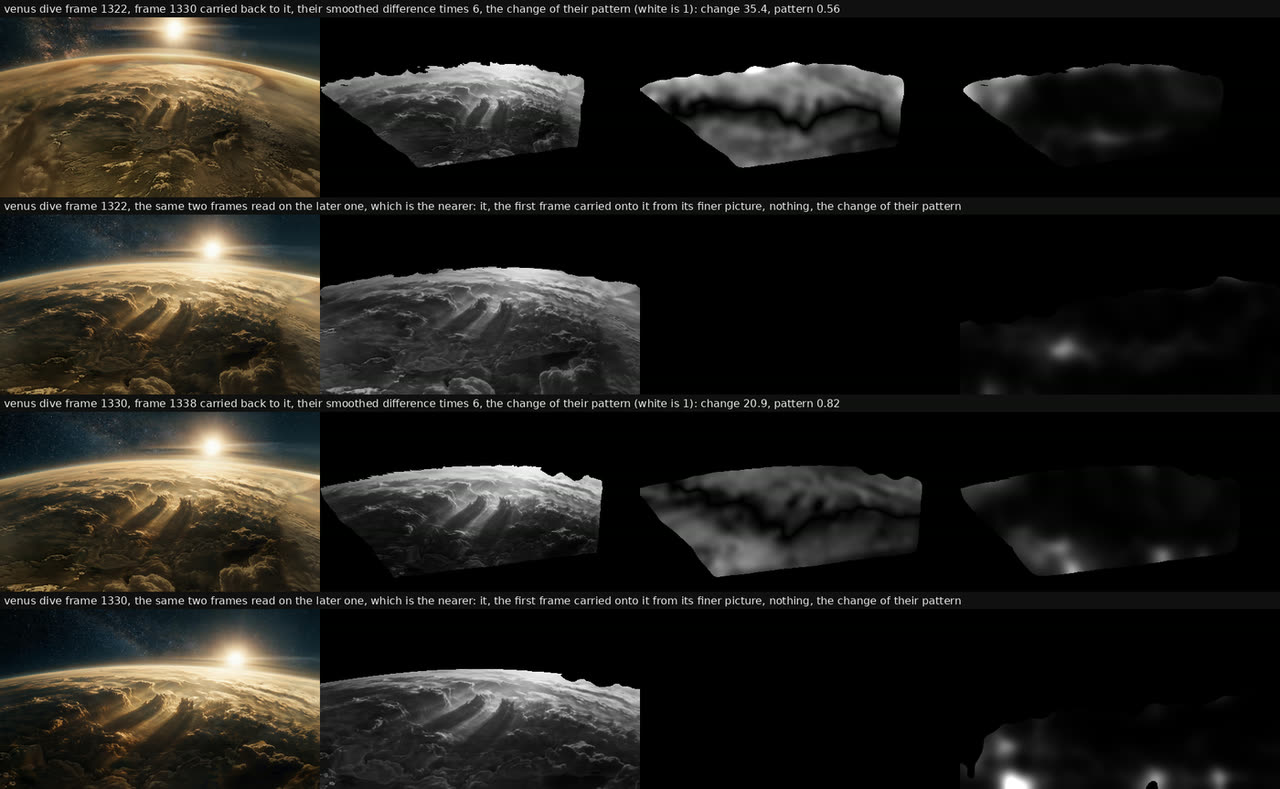 venus dive frame 1322, frame 1330 carried back to it, their smoothed difference times 6, the change of their pattern (white is 1): change 35.4, pattern 0.56
venus dive frame 1322, the same two frames read on the later one, which is the nearer: it, the first frame carried onto it from its finer picture, nothing, the change of their pattern
venus dive frame 1330, frame 1338 carried back to it, their smoothed difference times 6, the change of their pattern (white is 1): change 20.9, pattern 0.82
venus dive frame 1330, the same two frames read on the later one, which is the nearer: it, the first frame carried onto it from its finer picture, nothing, the change of their pattern